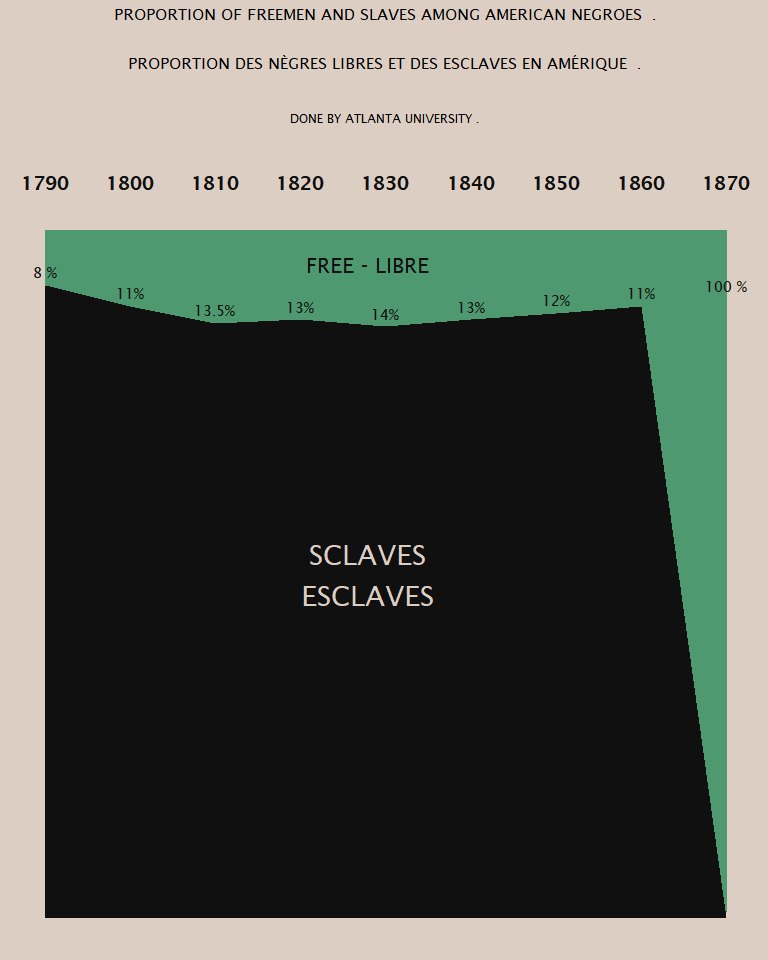 PROPORTION OF FREEMEN AND SLAVES AMONG AMERICAN NEGROES .
PROPORTION DES NÈGRES LIBRES ET DES ESCLAVES EN AMÉRIQUE .
DONE BY ATLANTA UNIVERSITY .
1790 1800 1810 1820 1830 1840 1850 1860 1870
FREE - LIBRE
8 % 11% 13.5% 13% 14% 13% 12% 11% 100 %
SCLAVES
ESCLAVES